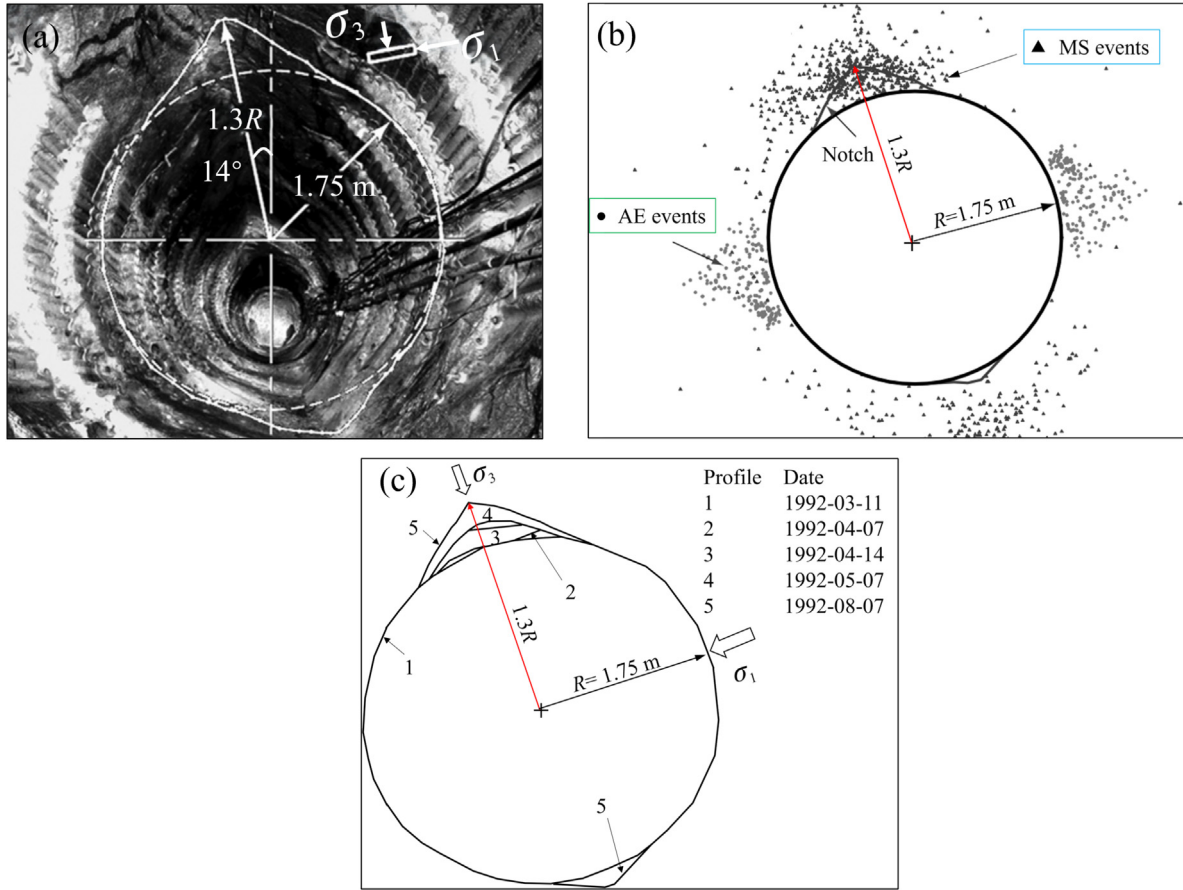 (a)
σ3
σ1
1.3R
14°
1.75 m
(b)
MS events
Notch
1.3R
AE events
R=1.75 m
(c)
σ3
Profile Date
1 1992-03-11
2 1992-04-07
3 1992-04-14
4 1992-05-07
5 1992-08-07
5
4
3
2
1.3R
1
R= 1.75 m
σ1
5